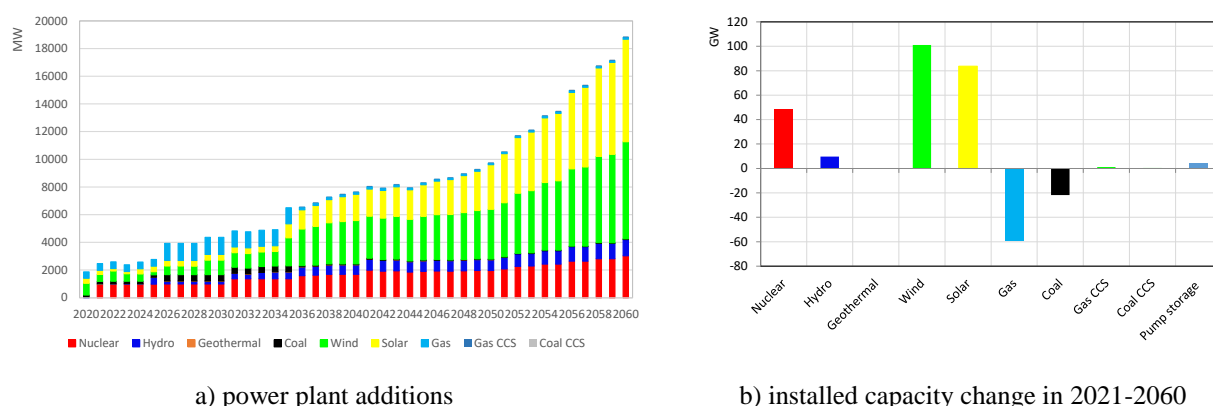 MW
20000
18000
16000
14000
12000
10000
8000
6000
4000
2000
0
2020 2022 2024 2026 2028 2030 2032 2034 2036 2038 2040 2042 2044 2046 2048 2050 2052 2054 2056 2058 2060
Nuclear Hydro Geothermal Coal Wind Solar Gas Gas CCS Coal CCS
a) power plant additions
GW
120
100
80
60
40
20
0
-20
-40
-60
-80
Nuclear
Hydro
Geothermal
Wind
Solar
Gas
Coal
Gas CCS
Coal CCS
Pump storage
b) installed capacity change in 2021-2060